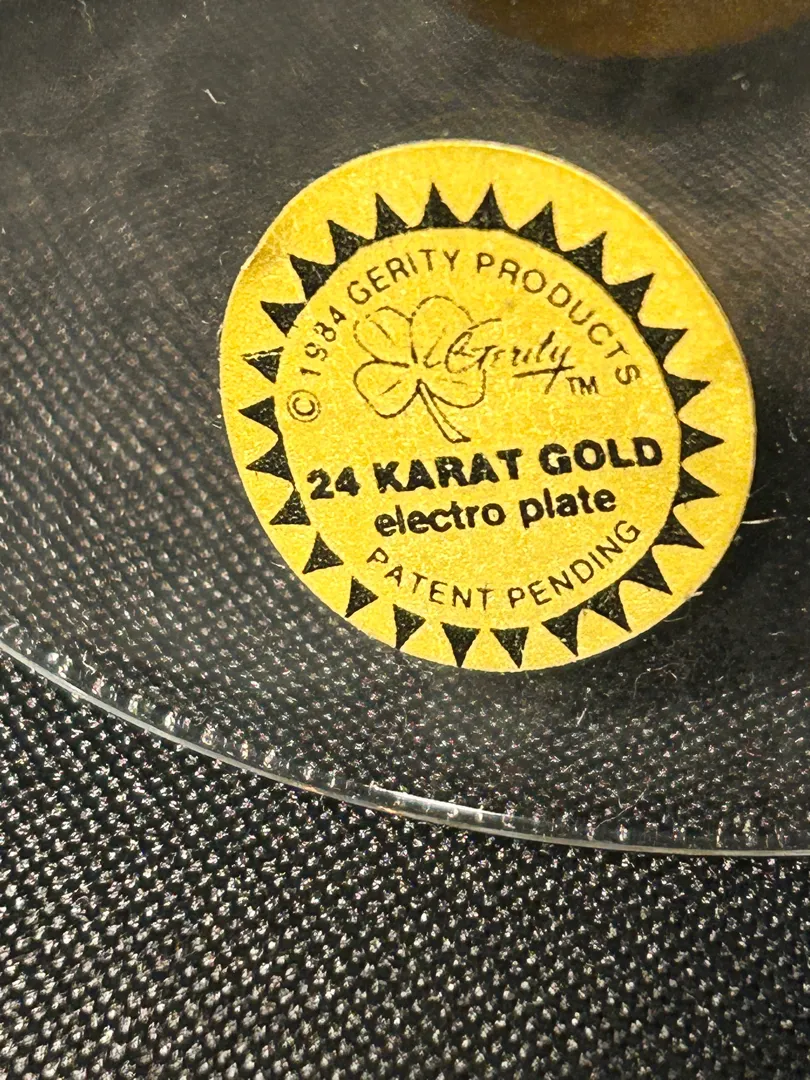 © 1984 GERITY PRODUCTS
Gerity TM
24 KARAT GOLD
electro plate
PATENT PENDING